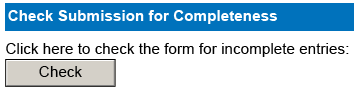 Check Submission for Completeness
Click here to check the form for incomplete entries:
Check